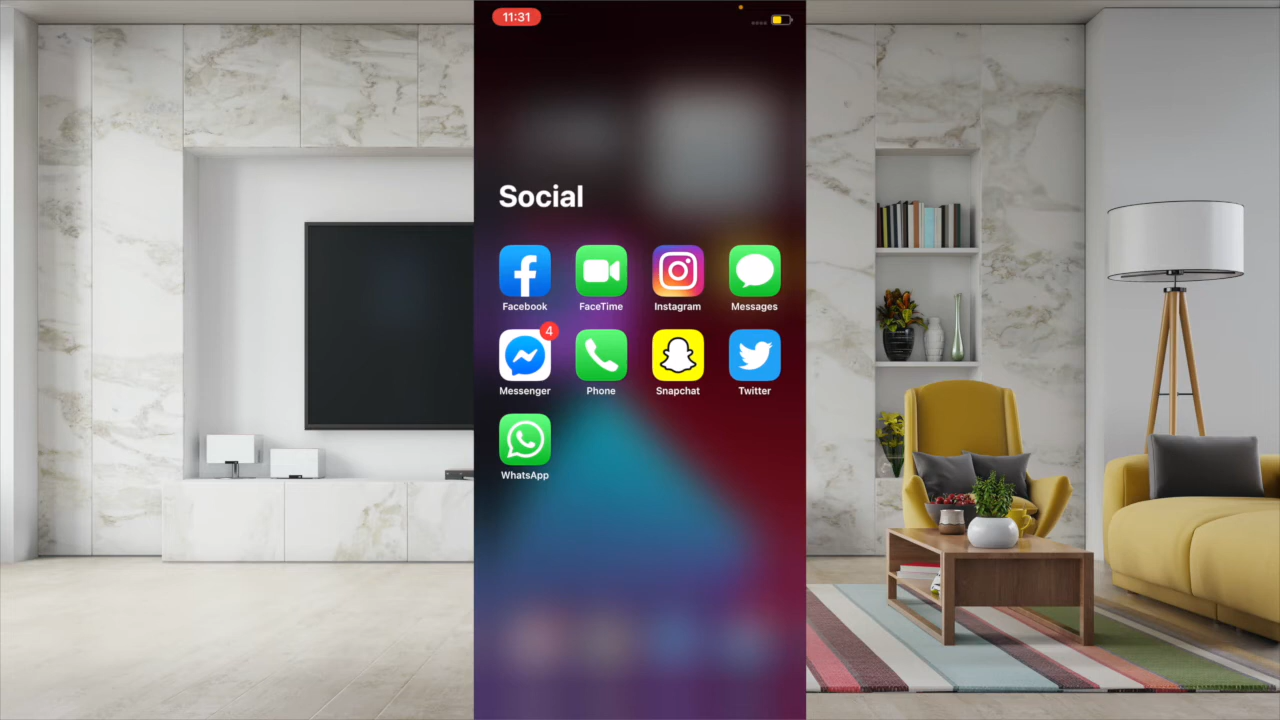 11:31
Social
Facebook FaceTime Instagram Messages
4
Messenger Phone Snapchat Twitter
WhatsApp